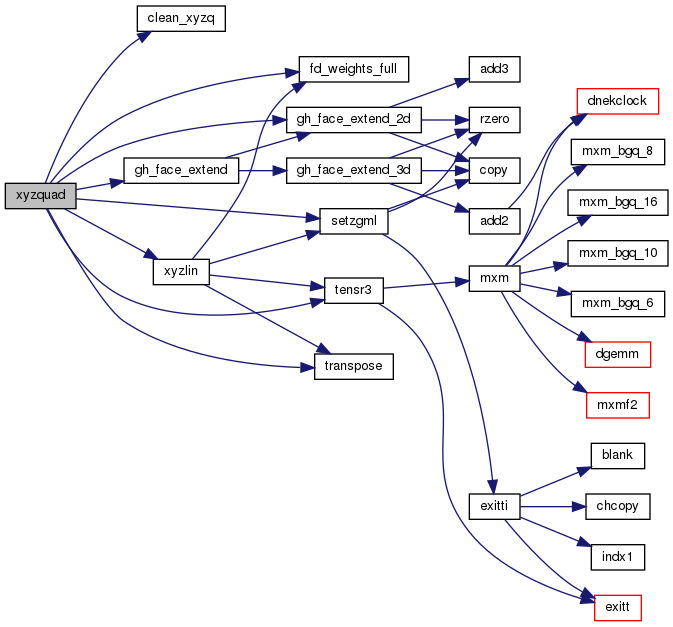 clean_xyzq
fd_weights_full
add3
dnekclock
gh_face_extend_2d
rzero
mxm_bgq_8
gh_face_extend
gh_face_extend_3d
copy
xyzquad
mxm_bgq_16
setzgml
add2
mxm_bgq_10
xyzlin
mxm
tensr3
mxm_bgq_6
dgemm
transpose
mxmf2
blank
exitti
chcopy
indx1
exitt